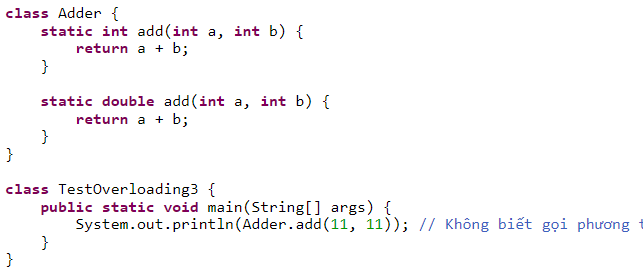 class Adder {
    static int add(int a, int b) {
        return a + b;
    }
    static double add(int a, int b) {
        return a + b;
    }
}
class TestOverloading3 {
    public static void main(String[] args) {
        System.out.println(Adder.add(11, 11)); // Không biết gọi phương
    }
}